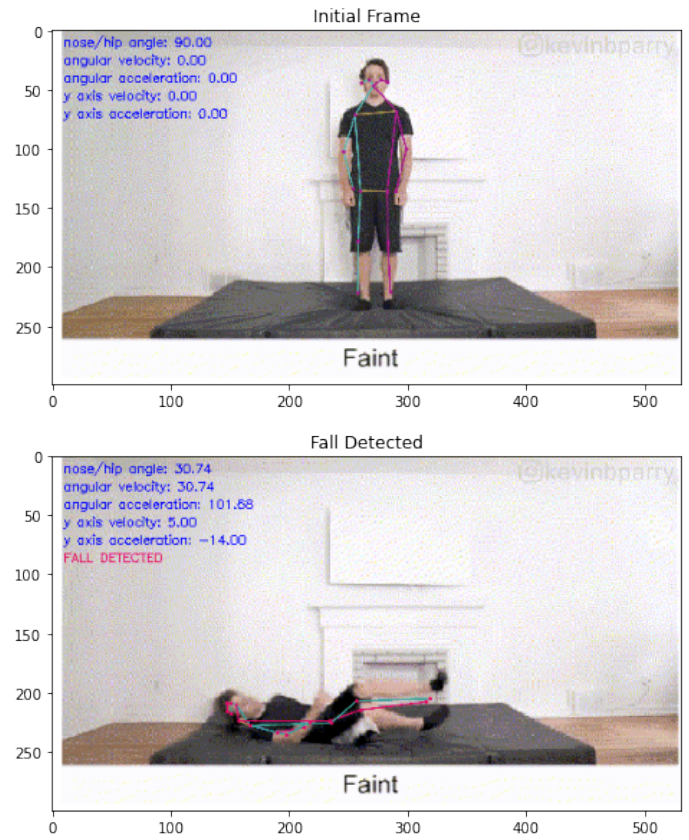 Initial Frame
@kevinbparry
nose/hip angle: 90.00
angular velocity: 0.00
angular acceleration: 0.00
y axis velocity: 0.00
y axis acceleration: 0.00
0
50
100
150
200
250
Faint
0 100 200 300 400 500
Fall Detected
@kevinbparry
nose/hip angle: 30.74
angular velocity: 30.74
angular acceleration: 101.68
y axis velocity: 5.00
y axis acceleration: -14.00
FALL DETECTED
0
50
100
150
200
250
Faint
0 100 200 300 400 500